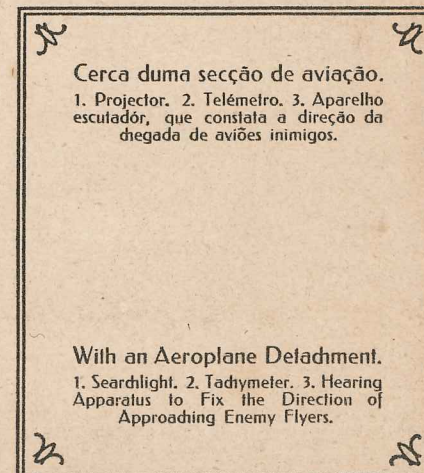 Cerca duma secção de aviação.
1. Projector. 2. Telémetro. 3. Aparelho
escutadór, que constata a direção da
chegada de aviões inimigos.
With an Aeroplane Detachment.
1. Searchlight. 2. Tachymeter. 3. Hearing
Apparatus to Fix the Direction of
Approaching Enemy Flyers.